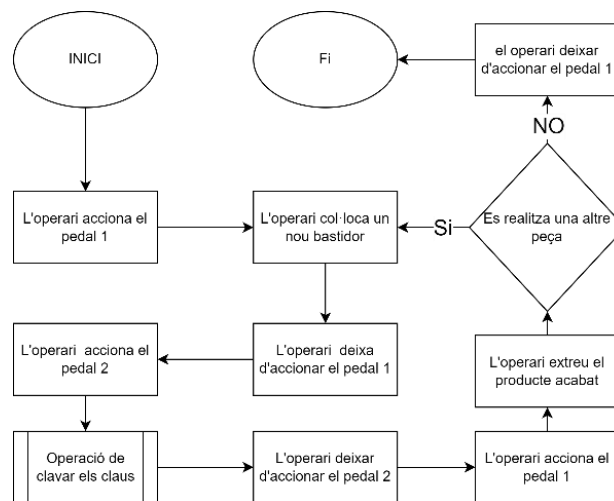 INICI
Fi
el operari deixar
d'accionar el pedal 1
NO
L'operari acciona el
pedal 1
L'operari col·loca un
nou bastidor
Si
Es realitza una altre
peça
L'operari acciona el
pedal 2
L'operari deixa
d'accionar el pedal 1
L'operari extreu el
producte acabat
Operació de
clavar els claus
L'operari deixar
d'accionar el pedal 2
L'operari acciona el
pedal 1